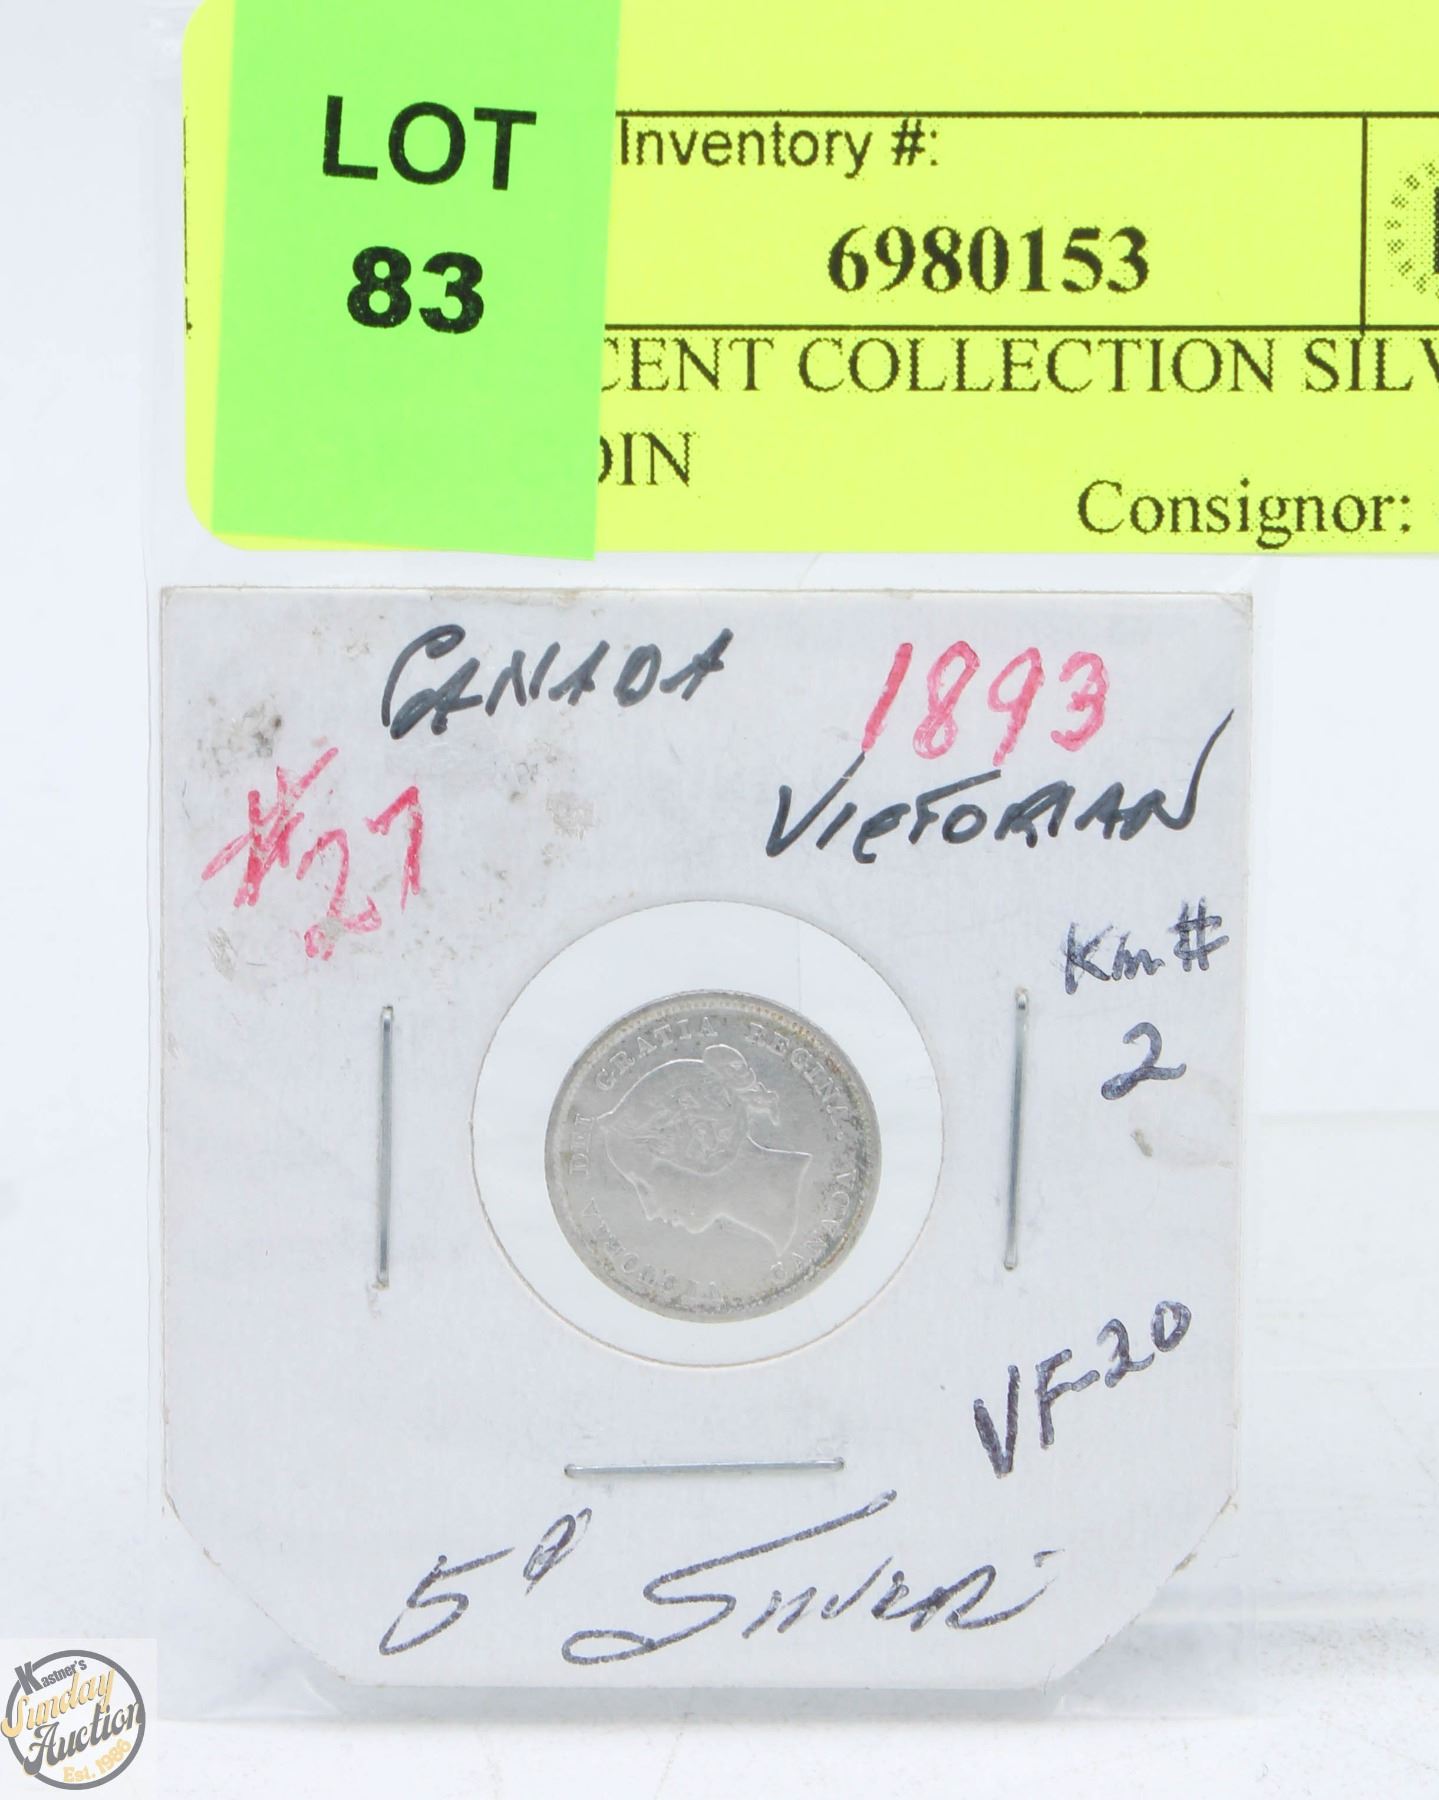 LOT
83
Inventory #:
6980153
CENT COLLECTION SILV
OIN
Consignor:
CANADA
1893
#27
VICTORIAN
Km#
2
VICTORIA DEI GRATIA REGINA. CANADA
VF-20
5¢ SILVER
Kastner's
Sunday
Auction
Est. 1986